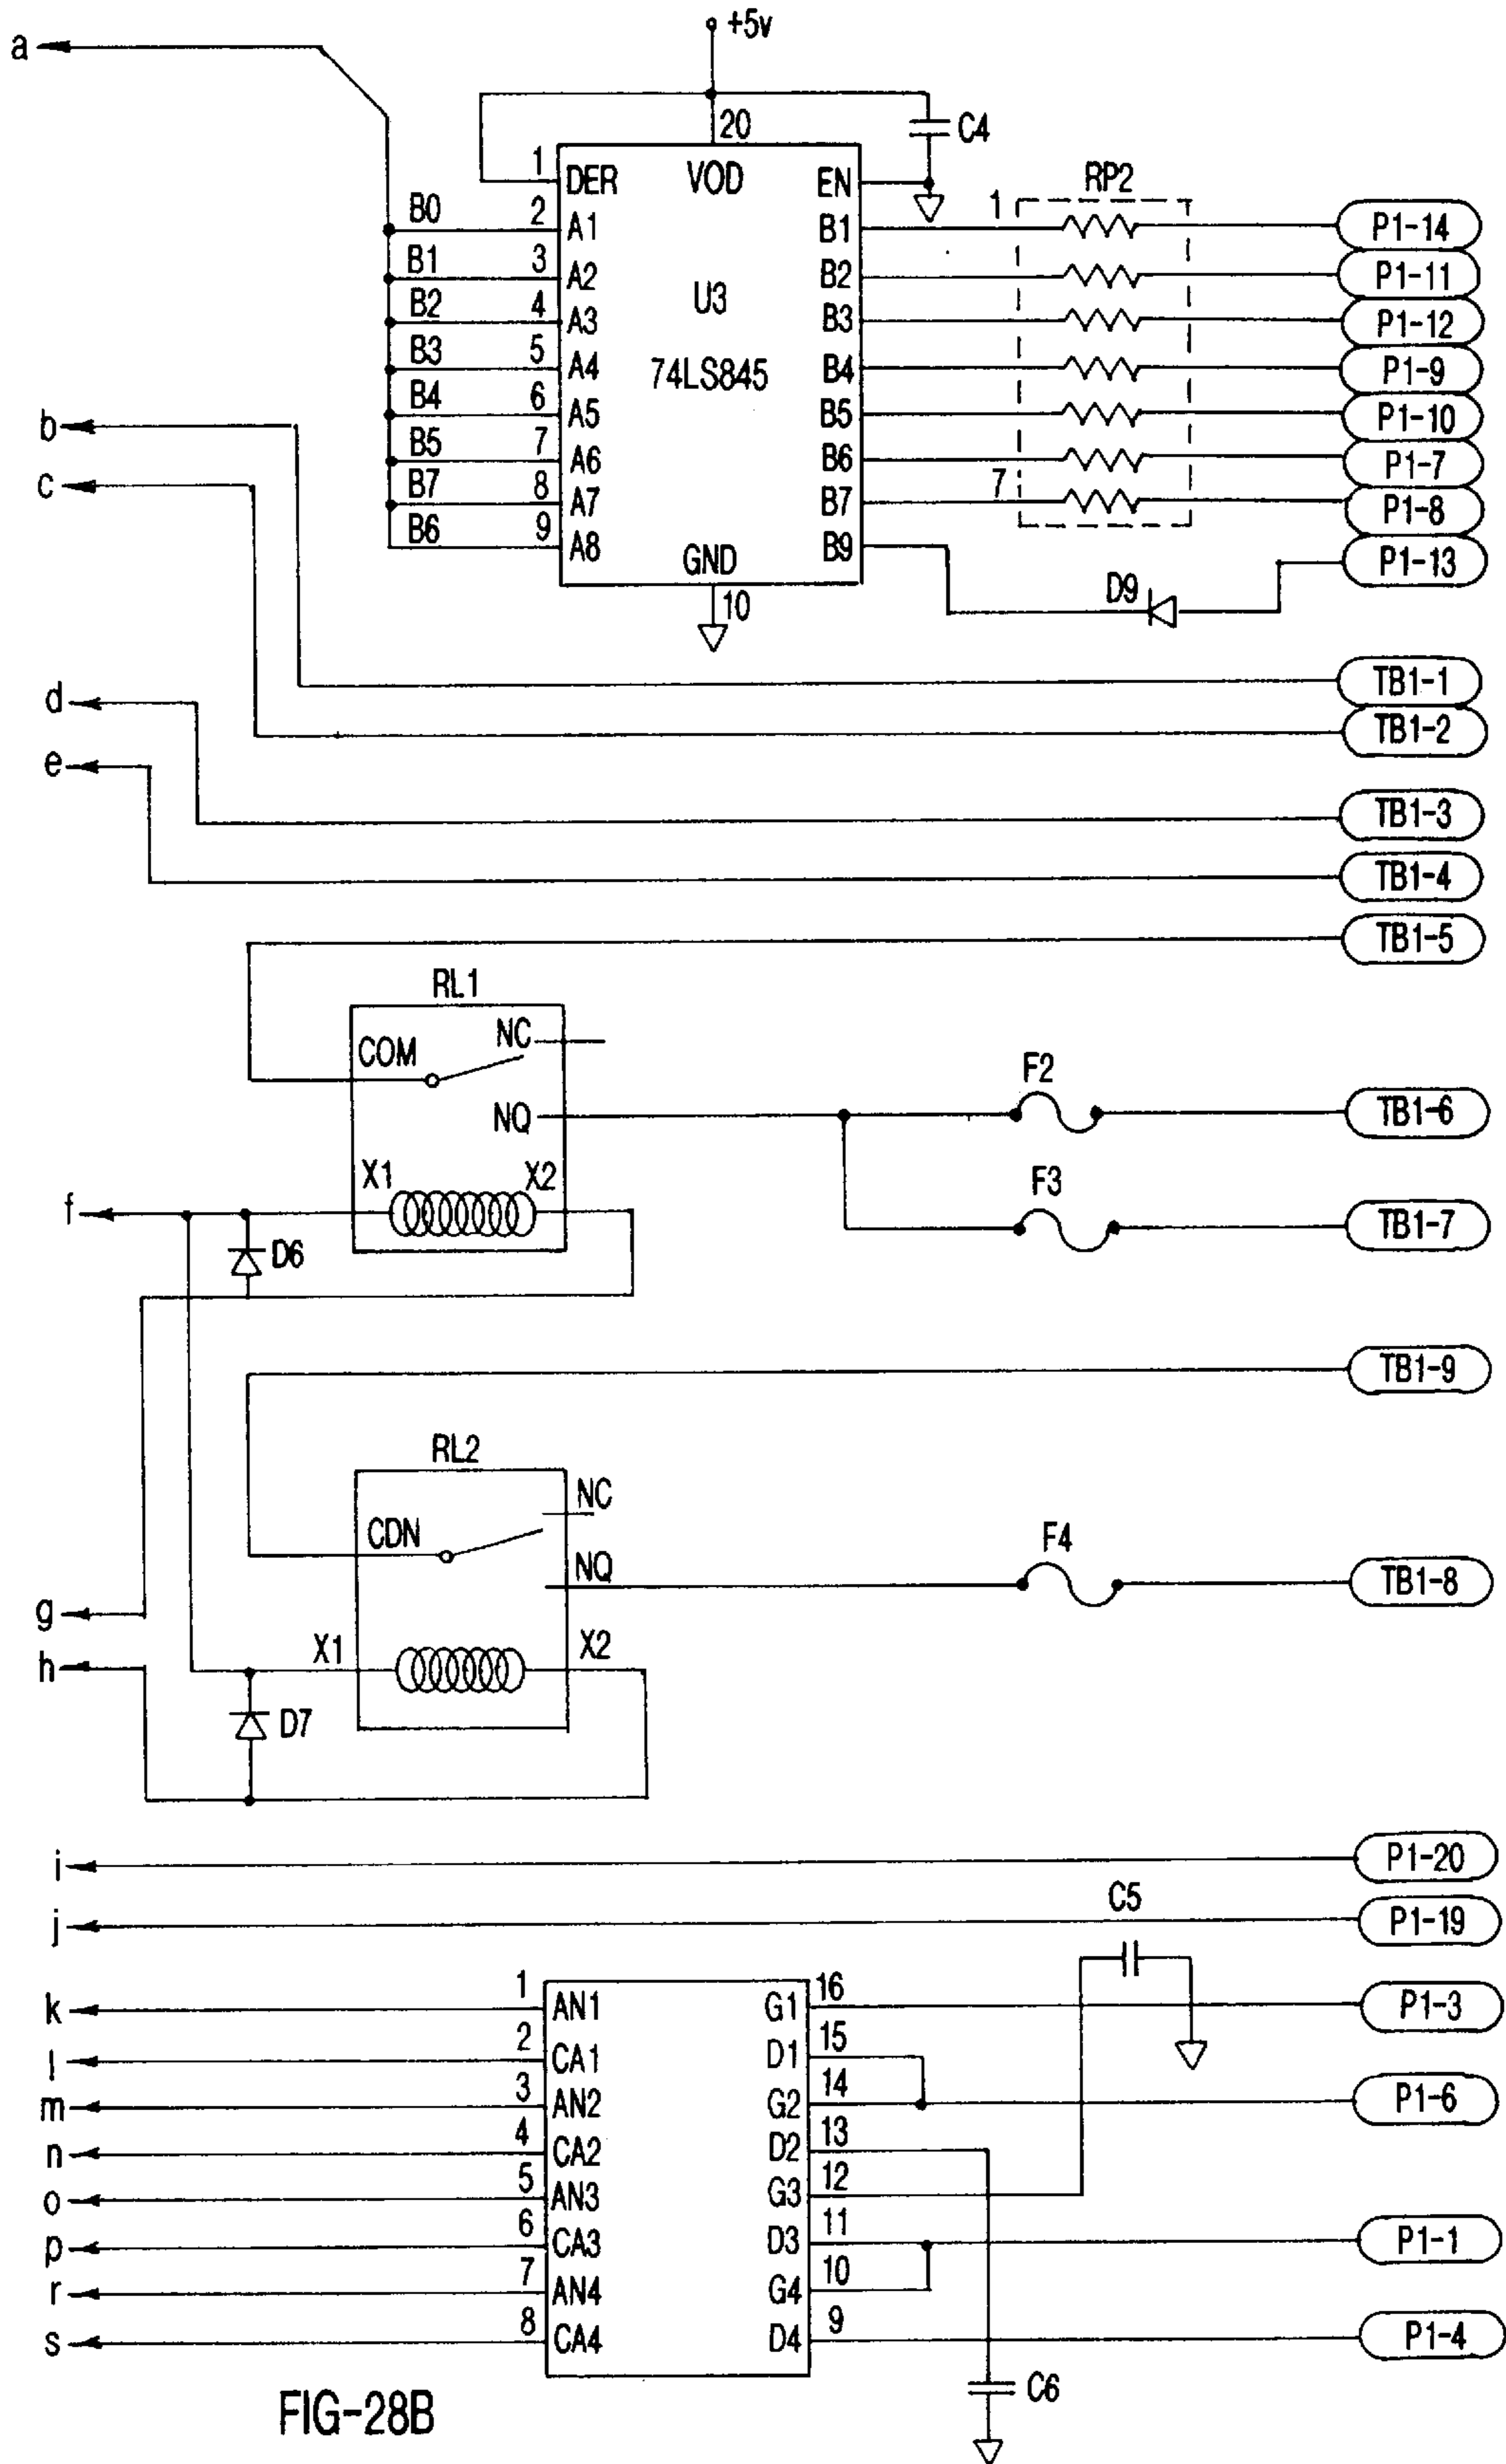 +5v
a
20
C4
1
DER
VOD
EN
RP2
B0
2
A1
B1
1
P1-14
B1
3
A2
B2
P1-11
B2
4
A3
U3
B3
P1-12
B3
5
A4
74LS845
B4
P1-9
B4
6
A5
B5
P1-10
b
B5
7
A6
B6
P1-7
c
B7
8
A7
B7
7
P1-8
B6
9
A8
GND
B9
P1-13
10
D9
TB1-1
d
TB1-2
e
TB1-3
TB1-4
TB1-5
RL1
NC
COM
F2
NQ
TB1-6
X1
X2
F3
f
TB1-7
D6
TB1-9
RL2
NC
CDN
F4
NQ
TB1-8
g
h
X1
X2
D7
i
P1-20
C5
j
P1-19
k
1
AN1
G1
16
P1-3
l
2
CA1
D1
15
m
3
AN2
G2
14
P1-6
n
4
CA2
D2
13
o
5
AN3
G3
12
p
6
CA3
D3
11
P1-1
r
7
AN4
G4
10
s
8
CA4
D4
9
P1-4
C6
FIG-28B